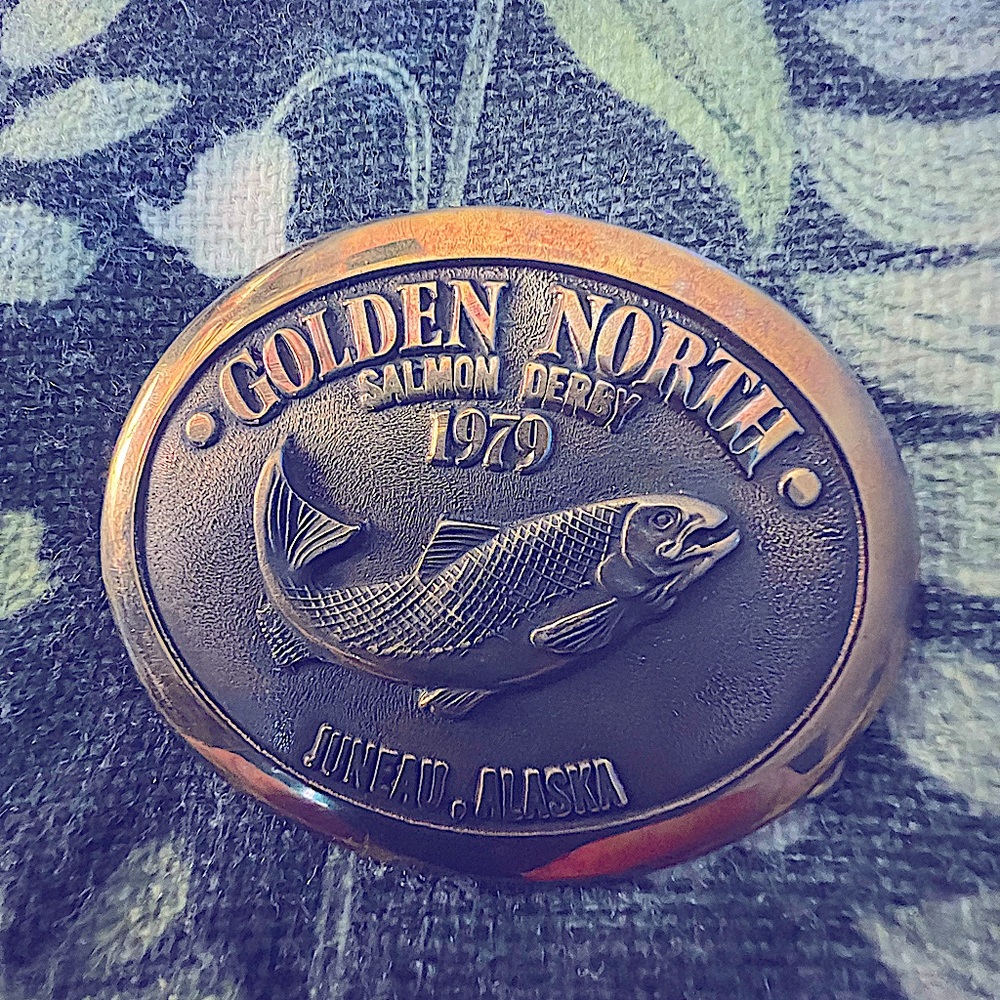 GOLDEN NORTH
SALMON DERBY
1979
JUNEAU, ALASKA